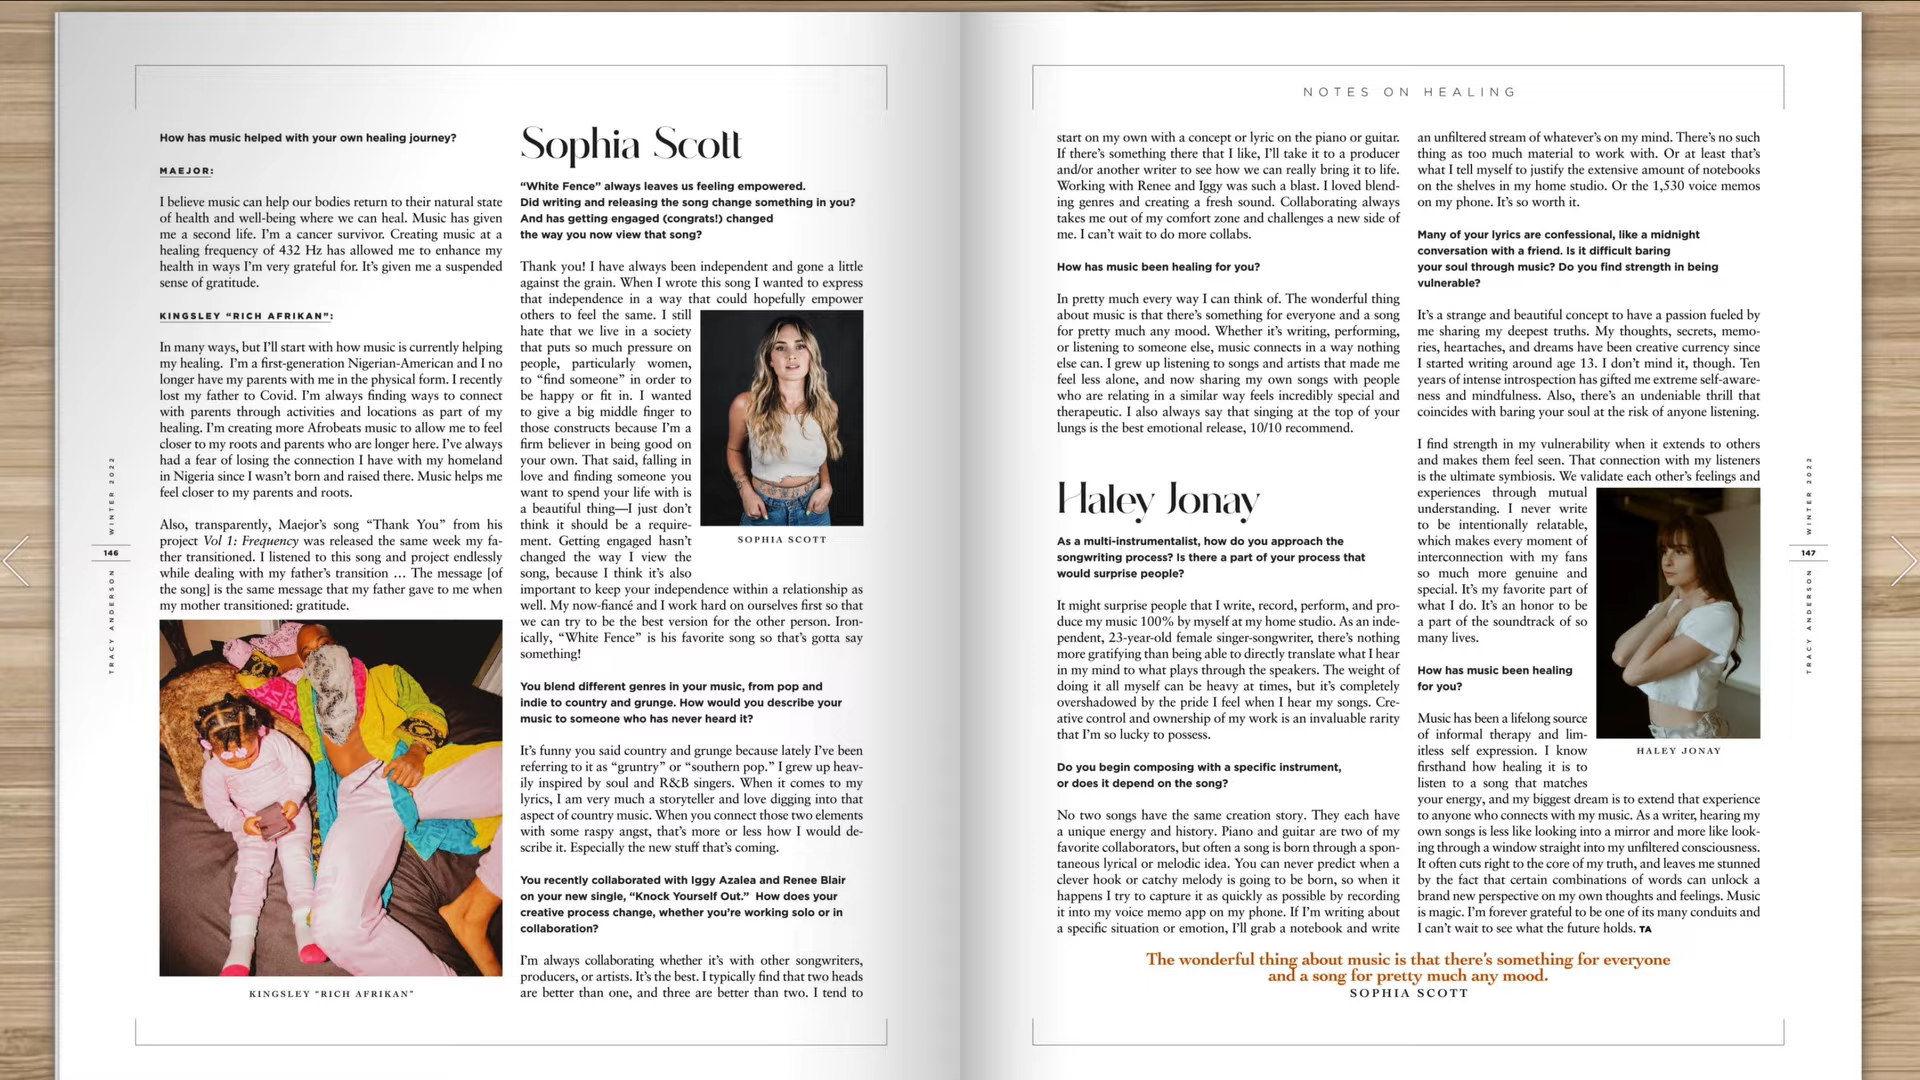 How has music helped with your own healing journey?
MAEJOR:
I believe music can help our bodies return to their natural state
of health and well-being where we can heal. Music has given
me a second life. I'm a cancer survivor. Creating music at a
healing frequency of 432 Hz has allowed me to enhance my
health in ways I'm very grateful for. It's given me a suspended
sense of gratitude.
KINGSLEY "RICH AFRIKAN":
In many ways, but I'll start with how music is currently helping
my healing. I'm a first-generation Nigerian-American and I no
longer have my parents with me in the physical form. I recently
lost my father to Covid. I'm always finding ways to connect
with parents through activities and locations as part of my
healing. I'm creating more Afrobeats music to allow me to feel
closer to my roots and parents who are longer here. I've always
had a fear of losing the connection I have with my homeland
in Nigeria since I wasn't born and raised there. Music helps me
feel closer to my parents and roots.
Also, transparently, Maejor's song "Thank You" from his
project Vol 1: Frequency was released the same week my fa-
ther transitioned. I listened to this song and project endlessly
while dealing with my father's transition … The message [of
the song] is the same message that my father gave to me when
my mother transitioned: gratitude.
KINGSLEY "RICH AFRIKAN"
WINTER 2022
146
TRACY ANDERSON
Sophia Scott
"White Fence" always leaves us feeling empowered.
Did writing and releasing the song change something in you?
And has getting engaged (congrats!) changed
the way you now view that song?
Thank you! I have always been independent and gone a little
against the grain. When I wrote this song I wanted to express
that independence in a way that could hopefully empower
others to feel the same. I still
hate that we live in a society
that puts so much pressure on
people, particularly women,
to "find someone" in order to
be happy or fit in. I wanted
to give a big middle finger to
those constructs because I'm a
firm believer in being good on
your own. That said, falling in
love and finding someone you
want to spend your life with is
a beautiful thing—I just don't
think it should be a require-
ment. Getting engaged hasn't
changed the way I view the
song, because I think it's also
important to keep your independence within a relationship as
well. My now-fiancé and I work hard on ourselves first so that
we can try to be the best version for the other person. Iron-
ically, "White Fence" is his favorite song so that's gotta say
something!
SOPHIA SCOTT
You blend different genres in your music, from pop and
indie to country and grunge. How would you describe your
music to someone who has never heard it?
It's funny you said country and grunge because lately I've been
referring to it as "gruntry" or "southern pop." I grew up heav-
ily inspired by soul and R&B singers. When it comes to my
lyrics, I am very much a storyteller and love digging into that
aspect of country music. When you connect those two elements
with some raspy angst, that's more or less how I would de-
scribe it. Especially the new stuff that's coming.
You recently collaborated with Iggy Azalea and Renee Blair
on your new single, "Knock Yourself Out." How does your
creative process change, whether you're working solo or in
collaboration?
I'm always collaborating whether it's with other songwriters,
producers, or artists. It's the best. I typically find that two heads
are better than one, and three are better than two. I tend to
NOTES ON HEALING
start on my own with a concept or lyric on the piano or guitar.
If there's something there that I like, I'll take it to a producer
and/or another writer to see how we can really bring it to life.
Working with Renee and Iggy was such a blast. I loved blend-
ing genres and creating a fresh sound. Collaborating always
takes me out of my comfort zone and challenges a new side of
me. I can't wait to do more collabs.
How has music been healing for you?
In pretty much every way I can think of. The wonderful thing
about music is that there's something for everyone and a song
for pretty much any mood. Whether it's writing, performing,
or listening to someone else, music connects in a way nothing
else can. I grew up listening to songs and artists that made me
feel less alone, and now sharing my own songs with people
who are relating in a similar way feels incredibly special and
therapeutic. I also always say that singing at the top of your
lungs is the best emotional release, 10/10 recommend.
Haley Jonay
As a multi-instrumentalist, how do you approach the
songwriting process? Is there a part of your process that
would surprise people?
It might surprise people that I write, record, perform, and pro-
duce my music 100% by myself at my home studio. As an inde-
pendent, 23-year-old female singer-songwriter, there's nothing
more gratifying than being able to directly translate what I hear
in my mind to what plays through the speakers. The weight of
doing it all myself can be heavy at times, but it's completely
overshadowed by the pride I feel when I hear my songs. Cre-
ative control and ownership of my work is an invaluable rarity
that I'm so lucky to possess.
Do you begin composing with a specific instrument,
or does it depend on the song?
No two songs have the same creation story. They each have
a unique energy and history. Piano and guitar are two of my
favorite collaborators, but often a song is born through a spon-
taneous lyrical or melodic idea. You can never predict when a
clever hook or catchy melody is going to be born, so when it
happens I try to capture it as quickly as possible by recording
it into my voice memo app on my phone. If I'm writing about
a specific situation or emotion, I'll grab a notebook and write
an unfiltered stream of whatever's on my mind. There's no such
thing as too much material to work with. Or at least that's
what I tell myself to justify the extensive amount of notebooks
on the shelves in my home studio. Or the 1,530 voice memos
on my phone. It's so worth it.
Many of your lyrics are confessional, like a midnight
conversation with a friend. Is it difficult baring
your soul through music? Do you find strength in being
vulnerable?
It's a strange and beautiful concept to have a passion fueled by
me sharing my deepest truths. My thoughts, secrets, memo-
ries, heartaches, and dreams have been creative currency since
I started writing around age 13. I don't mind it, though. Ten
years of intense introspection has gifted me extreme self-aware-
ness and mindfulness. Also, there's an undeniable thrill that
coincides with baring your soul at the risk of anyone listening.
I find strength in my vulnerability when it extends to others
and makes them feel seen. That connection with my listeners
is the ultimate symbiosis. We validate each other's feelings and
experiences through mutual
understanding. I never write
to be intentionally relatable,
which makes every moment of
interconnection with my fans
so much more genuine and
special. It's my favorite part of
what I do. It's an honor to be
a part of the soundtrack of so
many lives.
How has music been healing
for you?
Music has been a lifelong source
of informal therapy and lim-
itless self expression. I know
firsthand how healing it is to
listen to a song that matches
your energy, and my biggest dream is to extend that experience
to anyone who connects with my music. As a writer, hearing my
own songs is less like looking into a mirror and more like look-
ing through a window straight into my unfiltered consciousness.
It often cuts right to the core of my truth, and leaves me stunned
by the fact that certain combinations of words can unlock a
brand new perspective on my own thoughts and feelings. Music
is magic. I'm forever grateful to be one of its many conduits and
I can't wait to see what the future holds. TA
HALEY JONAY
The wonderful thing about music is that there's something for everyone
and a song for pretty much any mood.
SOPHIA SCOTT
WINTER 2022
147
TRACY ANDERSON